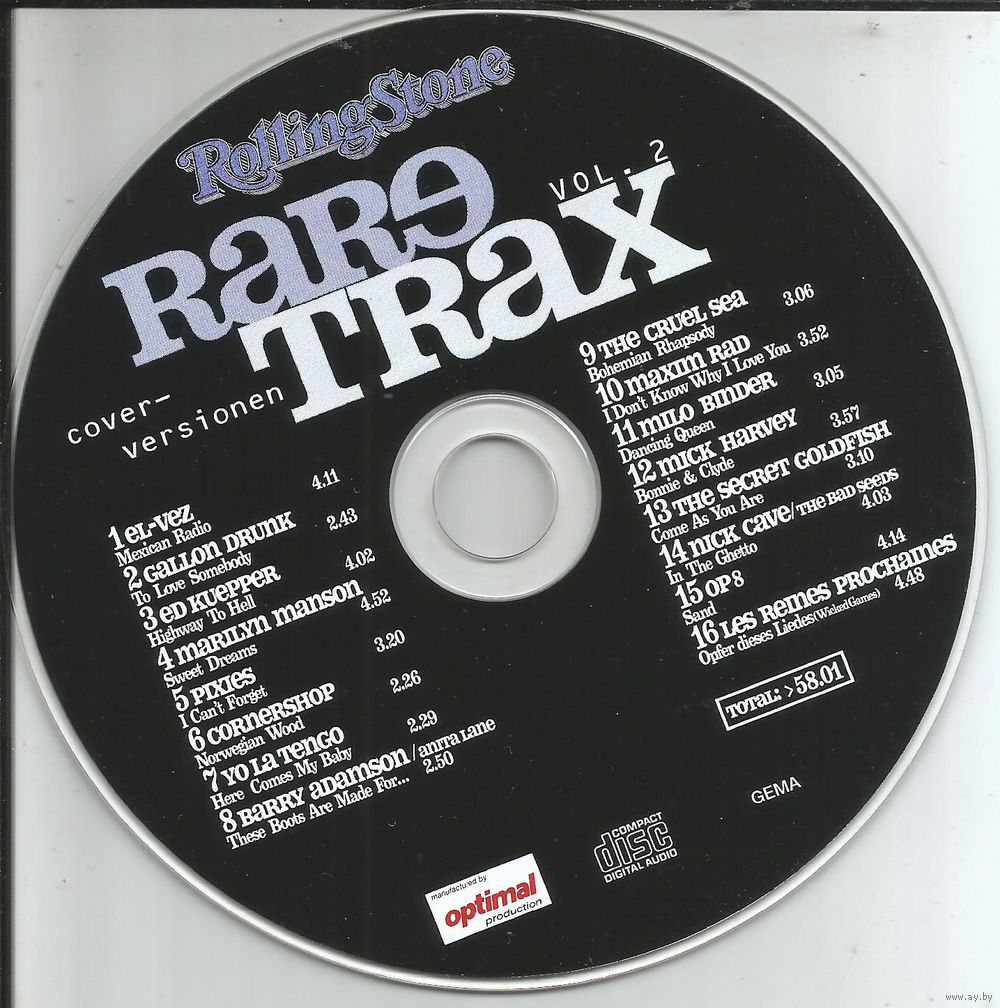 RollingStone
Rare
VOL. 2
Trax
cover-
versionen
1 EL-VEZ 4.11
Mexican Radio
2 GALLON DRUNK 2.43
To Love Somebody
3 ED KUEPPER 4.02
Highway To Hell
4 MARILYN MANSON 4.52
Sweet Dreams
5 PIXIES 3.20
I Can't Forget
6 CORNERSHOP 2.26
Norwegian Wood
7 YO LA TENGO 2.29
Here Comes My Baby
8 BARRY ADAMSON / ANITA LANE
These Boots Are Made For... 2.50
9 THE CRUEL SEA 3.06
Bohemian Rhapsody
10 MAXIM RAD
I Don't Know Why I Love You 3.52
11 MILO BINDER 3.05
Dancing Queen
12 MICK HARVEY 3.57
Bonnie & Clyde
13 THE SECRET GOLDFISH
Come As You Are 3.10
14 NICK CAVE/THE BAD SEEDS
In The Ghetto 4.03
15 OP 8 4.14
Sand
16 LES REINES PROCHAINES
Opfer dieses Liedes (Wicked Games) 4.48
TOTAL: >58.01
GEMA
COMPACT
disc
DIGITAL AUDIO
manufactured by
optimal
production
www.ay.by